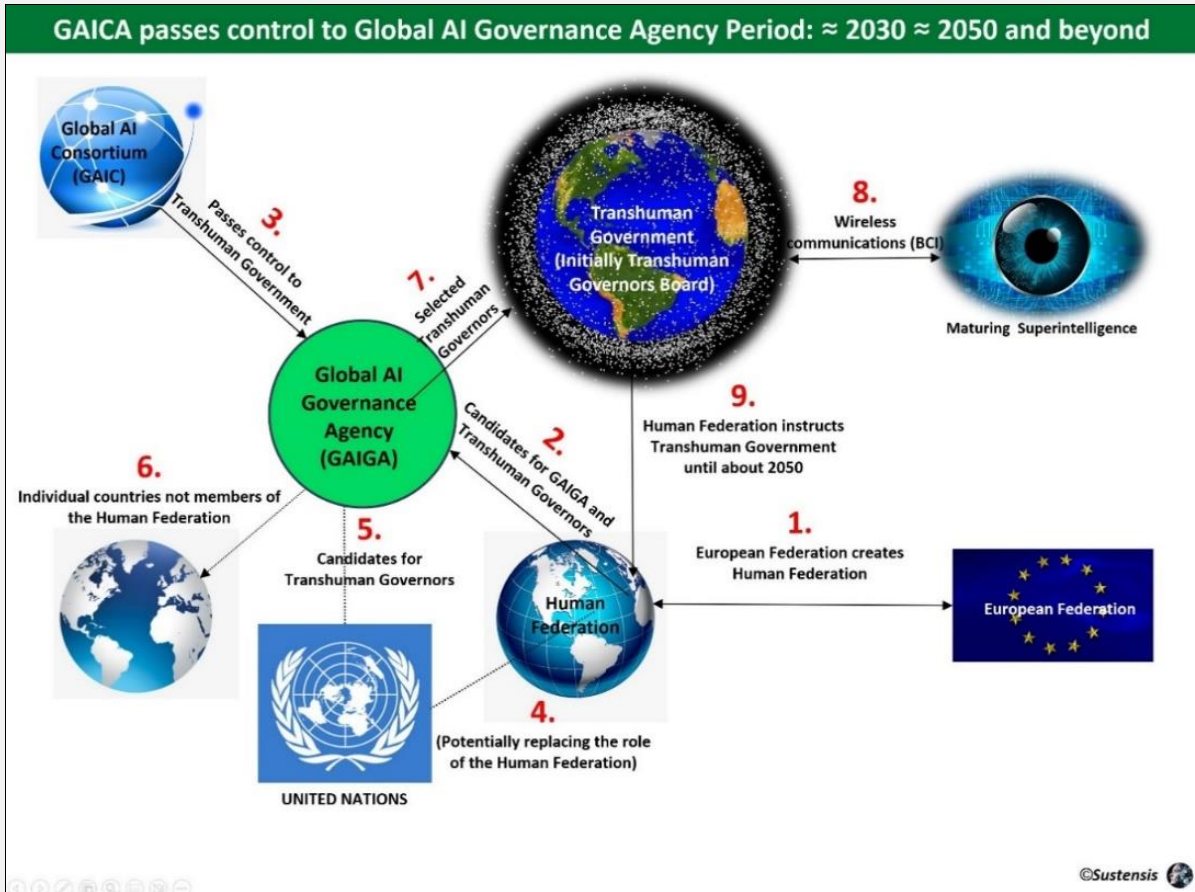 GAICA passes control to Global AI Governance Agency Period: ≈ 2030 ≈ 2050 and beyond
Global AI
Consortium
(GAIC)
3.
Passes control to
Transhuman Government
7.
Selected
Transhuman
Governors
Transhuman
Government
(Initially Transhuman
Governors Board)
8.
Wireless
communications (BCI)
Maturing Superintelligence
Global AI
Governance
Agency
(GAIGA)
2.
Candidates for GAIGA and
Transhuman Governors
9.
Human Federation instructs
Transhuman Government
until about 2050
6.
Individual countries not members of
the Human Federation
5.
Candidates for
Transhuman Governors
1.
European Federation creates
Human Federation
Human
Federation
European Federation
4.
(Potentially replacing the role
of the Human Federation)
UNITED NATIONS
©Sustensis